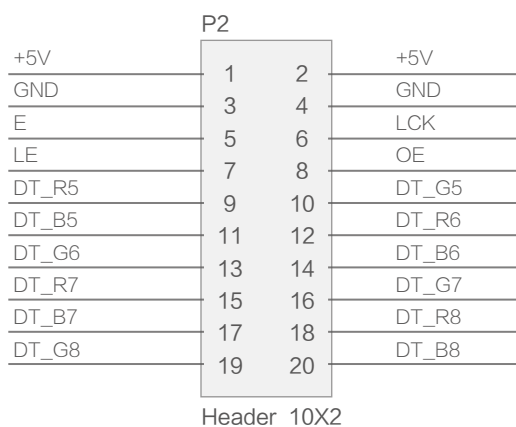 P2
+5V 1 2 +5V
GND 3 4 GND
E 5 6 LCK
LE 7 8 OE
DT_R5 9 10 DT_G5
DT_B5 11 12 DT_R6
DT_G6 13 14 DT_B6
DT_R7 15 16 DT_G7
DT_B7 17 18 DT_R8
DT_G8 19 20 DT_B8
Header 10X2